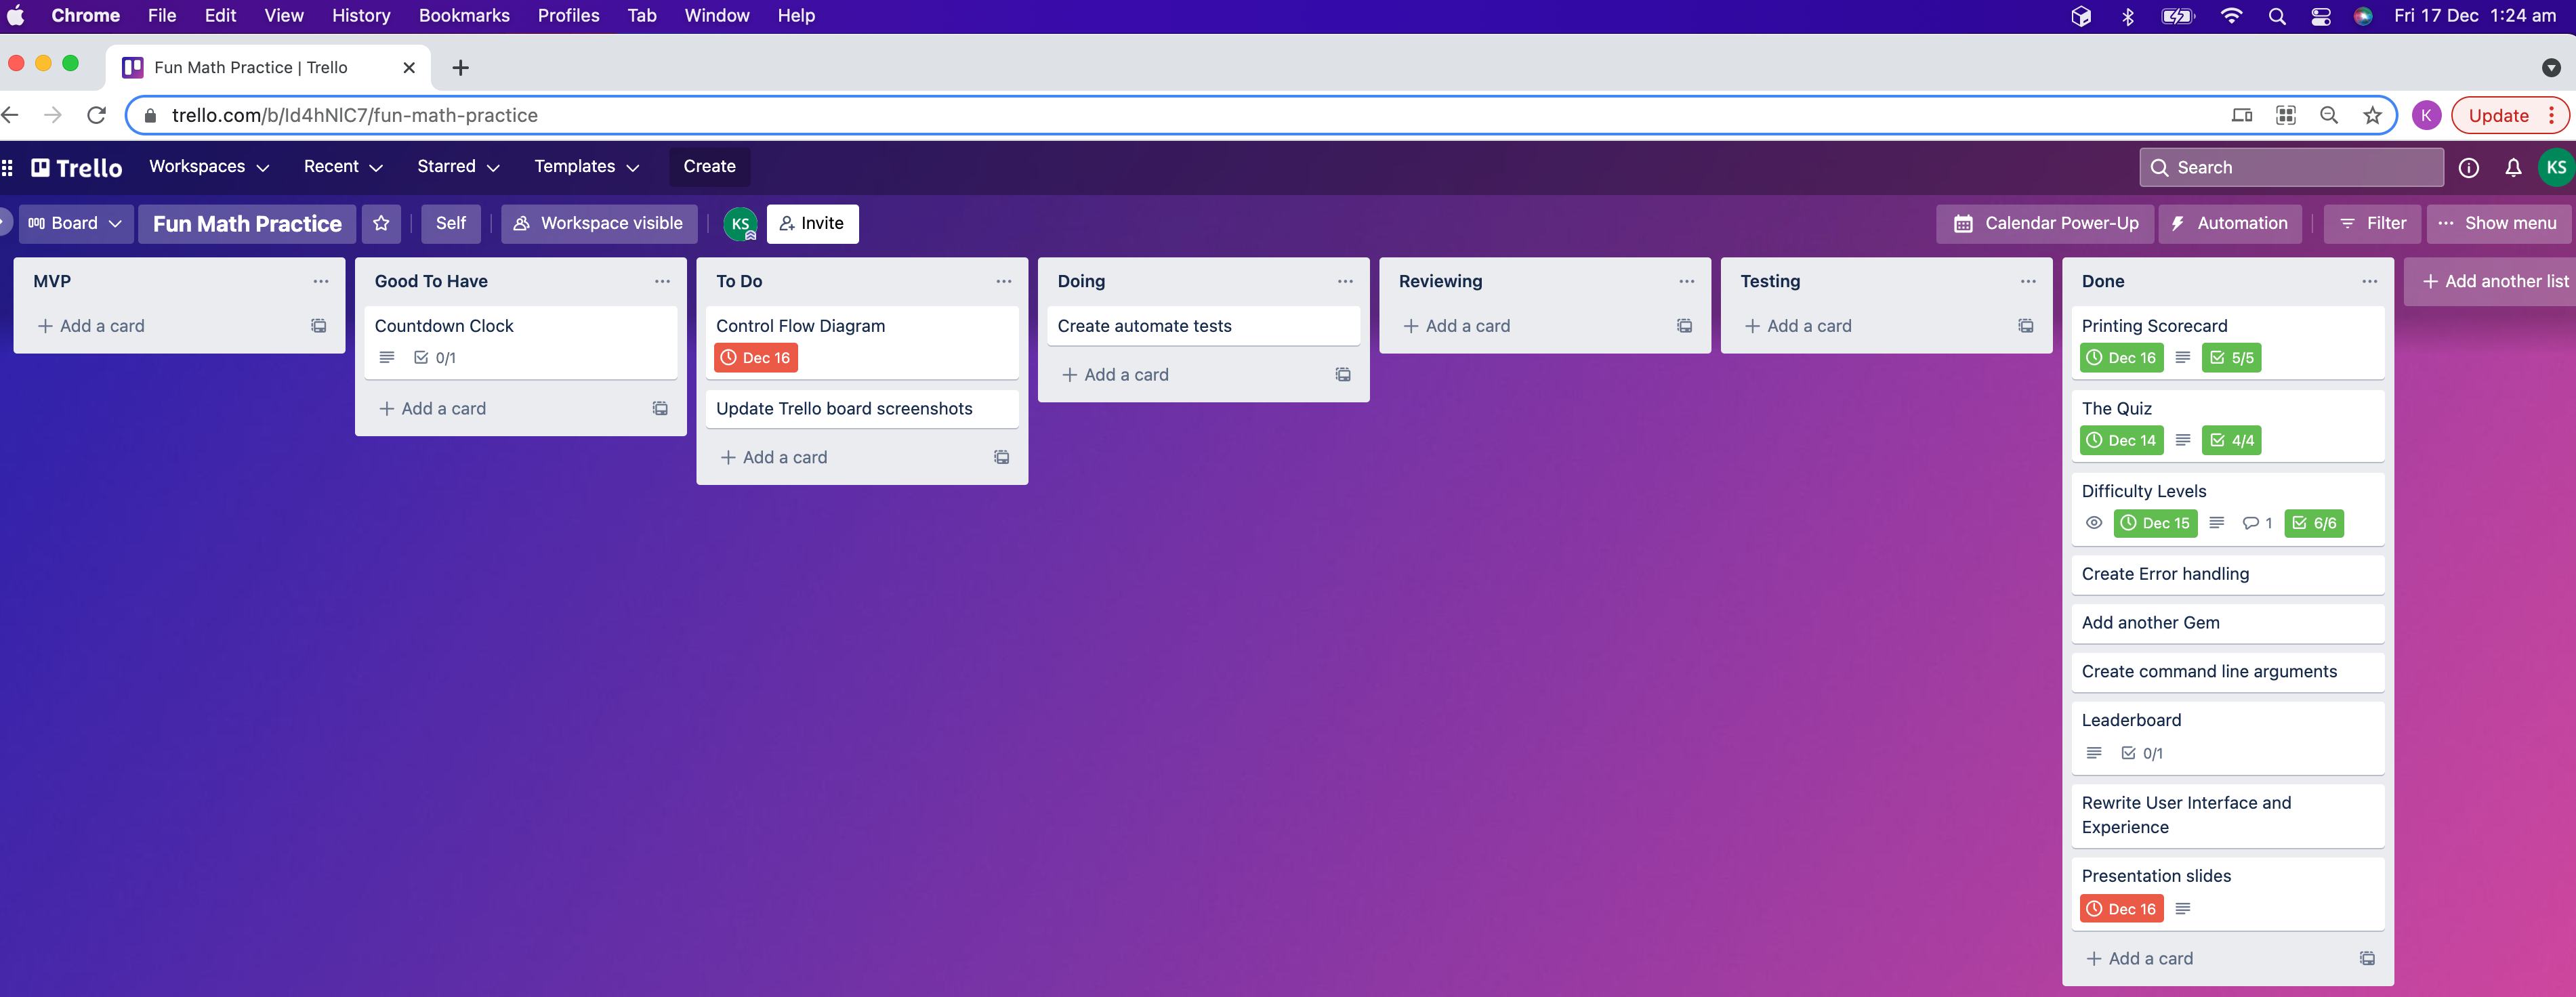 Chrome File Edit View History Bookmarks Profiles Tab Window Help Fri 17 Dec 1:24 am
Fun Math Practice | Trello
trello.com/b/ld4hNlC7/fun-math-practice K Update
Trello Workspaces Recent Starred Templates Create Search KS
Board Fun Math Practice Self Workspace visible KS Invite Calendar Power-Up Automation Filter Show menu
MVP
Add a card
Good To Have
Countdown Clock
0/1
Add a card
To Do
Control Flow Diagram
Dec 16
Update Trello board screenshots
Add a card
Doing
Create automate tests
Add a card
Reviewing
Add a card
Testing
Add a card
Done
Printing Scorecard
Dec 16 5/5
The Quiz
Dec 14 4/4
Difficulty Levels
Dec 15 1 6/6
Create Error handling
Add another Gem
Create command line arguments
Leaderboard
0/1
Rewrite User Interface and
Experience
Presentation slides
Dec 16
Add a card
Add another list